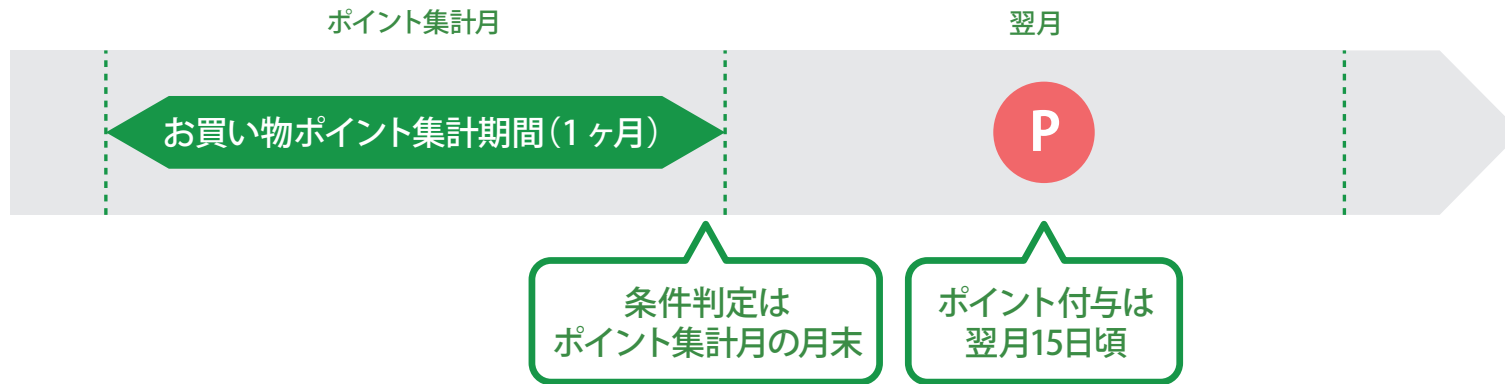 ポイント集計月
翌月
お買い物ポイント集計期間（1ヶ月）
P
条件判定は
ポイント集計月の月末
ポイント付与は
翌月15日頃